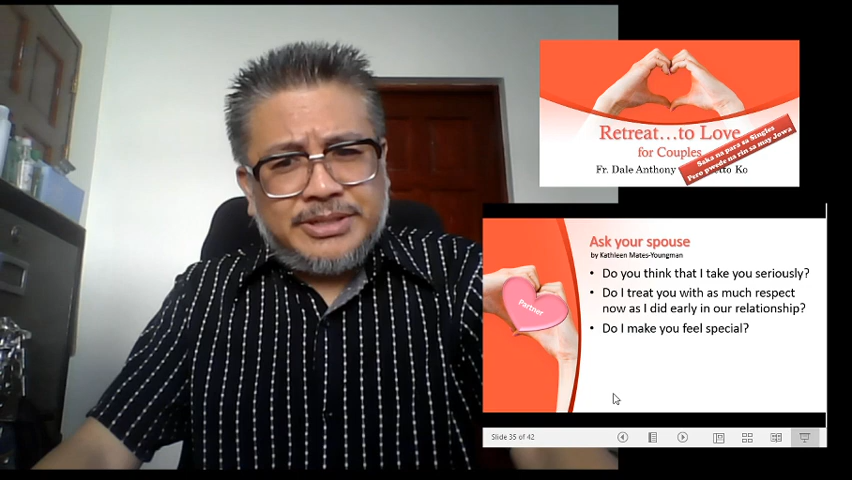 Retreat…to Love
for Couples
Saka na para sa Singles
Pero pwede na rin sa may Jowa
Fr. Dale Anthony Ko
Ask your spouse
by Kathleen Mates-Youngman
• Do you think that I take you seriously?
• Do I treat you with as much respect
now as I did early in our relationship?
• Do I make you feel special?
Partner
Slide 35 of 42